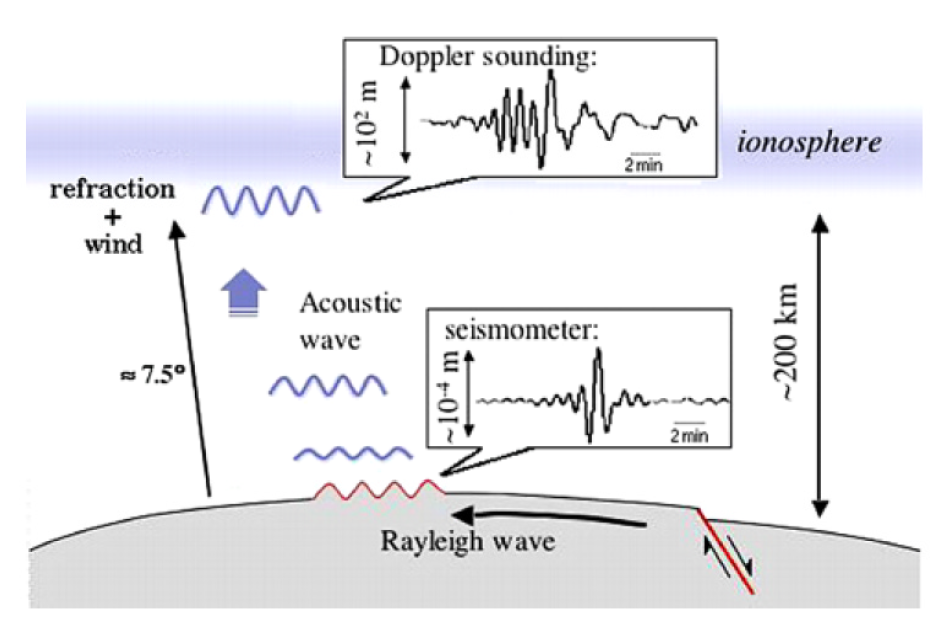 Doppler sounding:
~10² m
2 min
ionosphere
refraction
+
wind
Acoustic
wave
seismometer:
~10⁻⁴ m
2 min
~200 km
≈ 7.5°
Rayleigh wave